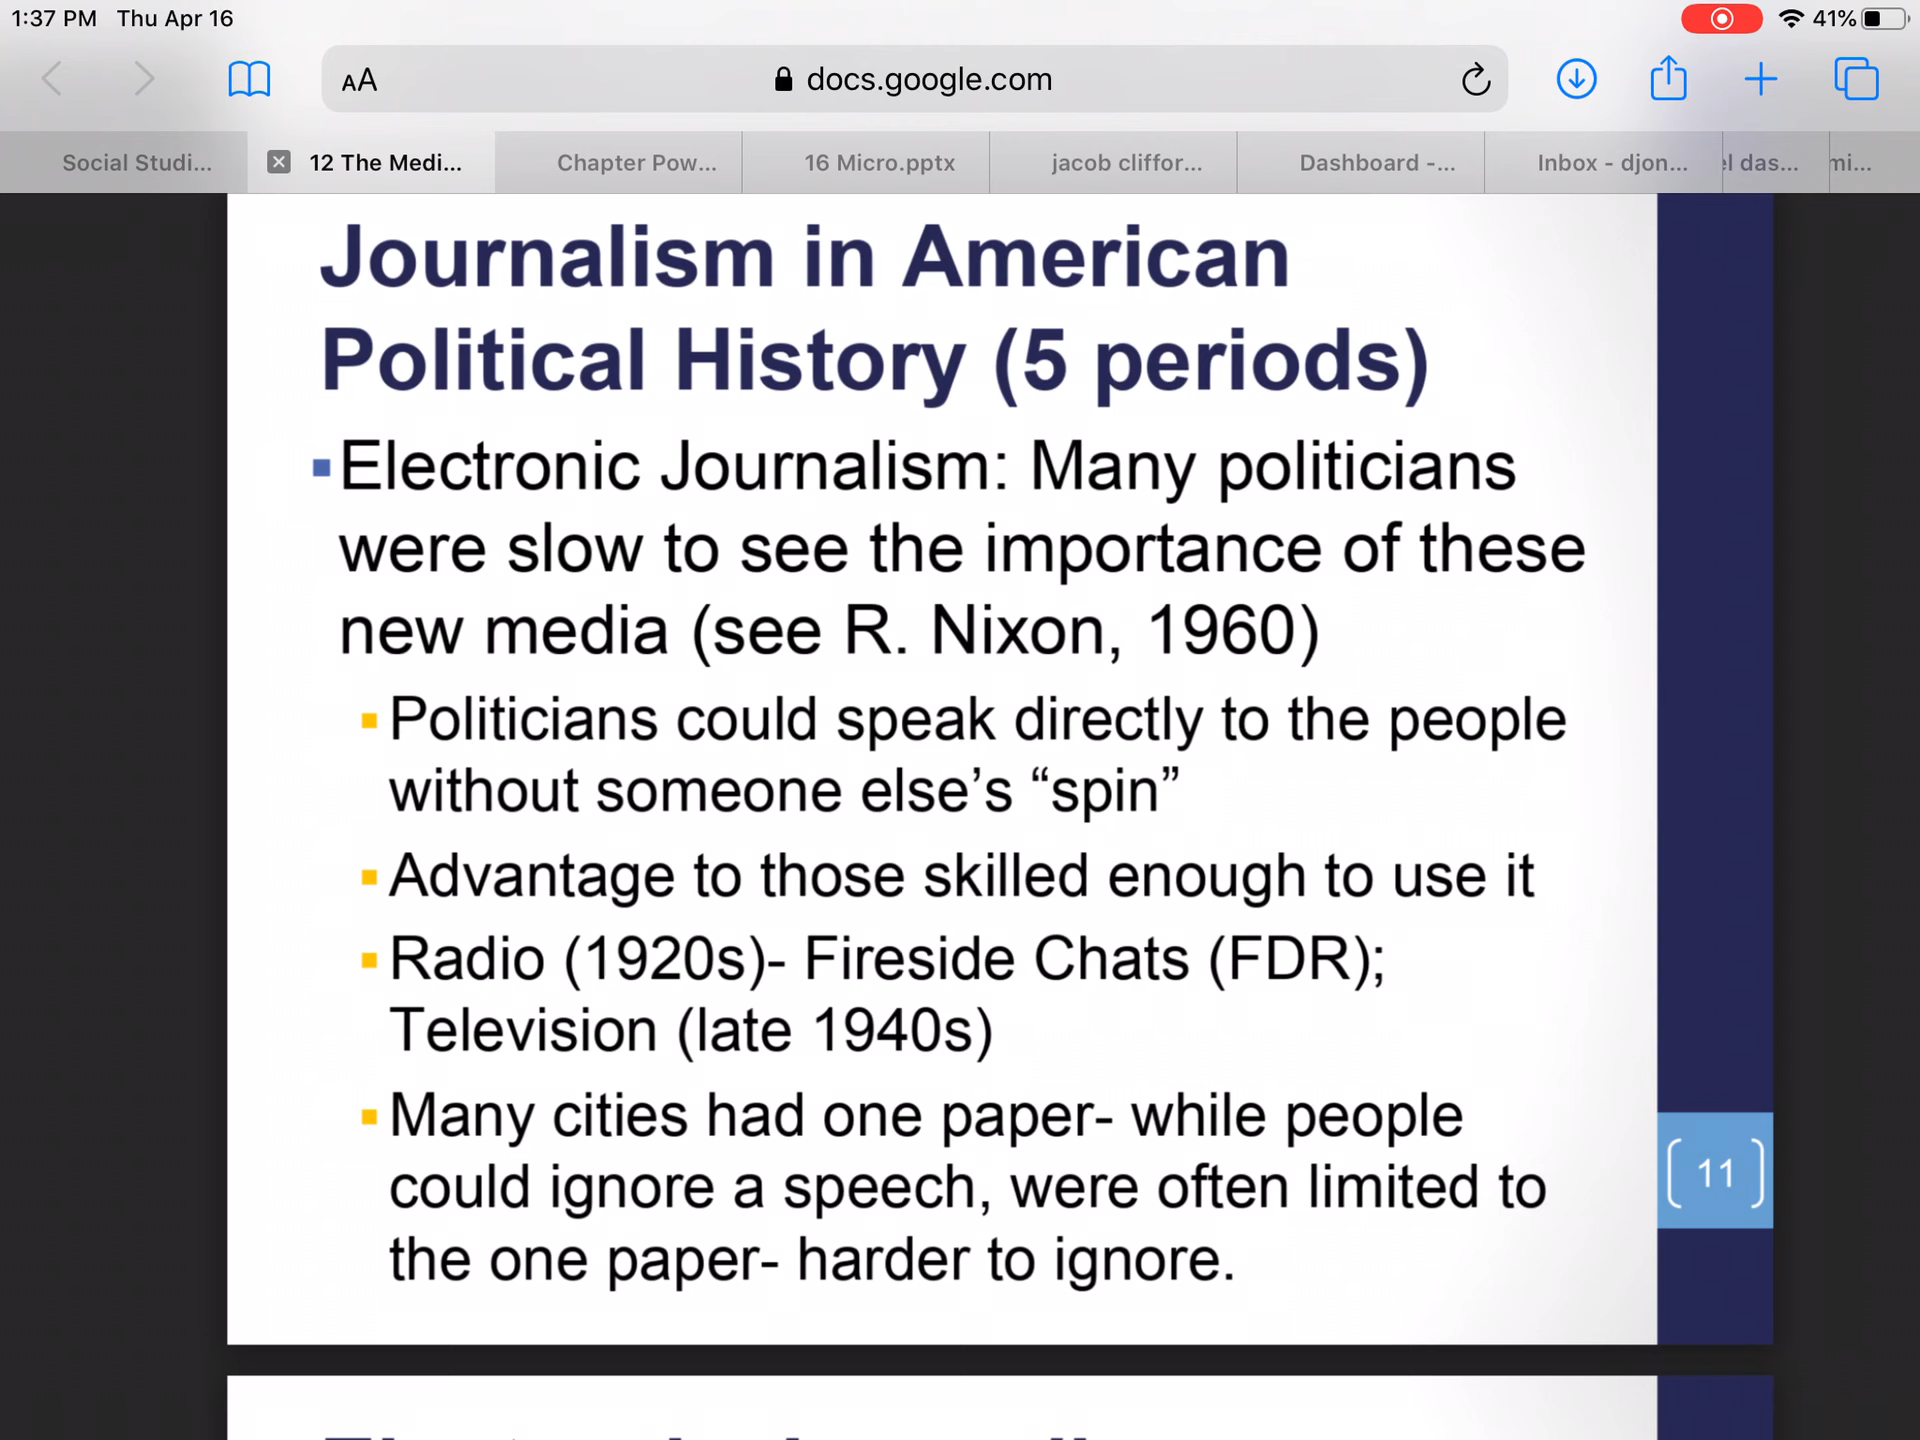 1:37 PM Thu Apr 16
41%
AA docs.google.com
Social Studi... 12 The Medi... Chapter Pow... 16 Micro.pptx jacob cliffor... Dashboard -... Inbox - djon... el das... mi...
Journalism in American
Political History (5 periods)
▪Electronic Journalism: Many politicians
were slow to see the importance of these
new media (see R. Nixon, 1960)
▪Politicians could speak directly to the people
without someone else’s “spin”
▪Advantage to those skilled enough to use it
▪Radio (1920s)- Fireside Chats (FDR);
Television (late 1940s)
▪Many cities had one paper- while people
could ignore a speech, were often limited to
the one paper- harder to ignore.
11